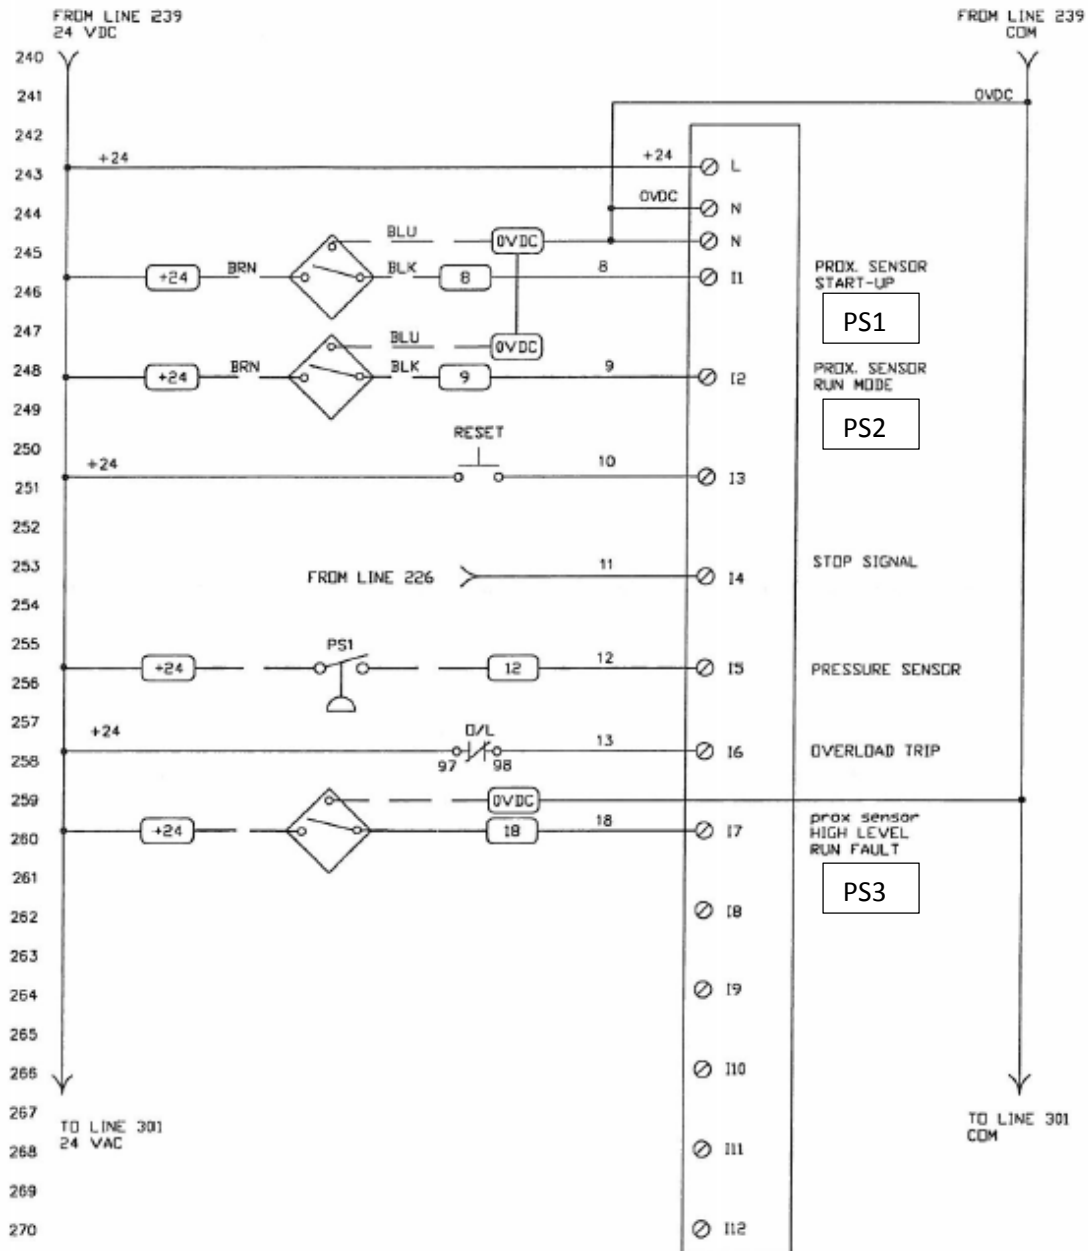 FROM LINE 239
24 VDC
FROM LINE 239
COM
240
241
0VDC
242
+24
+24
L
243
0VDC
N
244
BLU
0VDC
N
245
+24
BRN
BLK
8
8
I1
PROX. SENSOR
START-UP
246
PS1
247
BLU
0VDC
248
+24
BRN
BLK
9
9
I2
PROX. SENSOR
RUN MODE
249
PS2
250
RESET
+24
10
I3
251
252
253
FROM LINE 226
11
I4
STOP SIGNAL
254
255
PS1
+24
12
12
I5
PRESSURE SENSOR
256
257
+24
O/L
13
I6
OVERLOAD TRIP
258
97
98
259
0VDC
+24
18
18
I7
prox sensor
HIGH LEVEL
RUN FAULT
260
261
PS3
262
I8
263
264
I9
265
266
I10
267
TO LINE 301
24 VAC
TO LINE 301
COM
268
I11
269
270
I12